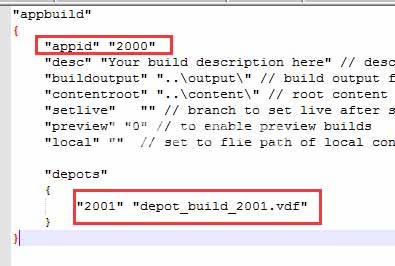 "appbuild"
{
"appid" "2000"
"desc" "Your build description here" // desc
"buildoutput" "..\output\" // build output f
"contentroot" "..\content\" // root content
"setlive" "" // branch to set live after s
"preview" "0" // to enable preview builds
"local" "" // set to flie path of local con
"depots"
{
"2001" "depot_build_2001.vdf"
}
}